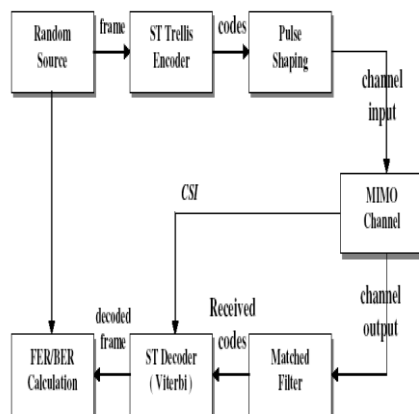 Random
Source
frame
ST Trellis
Encoder
codes
Pulse
Shaping
channel
input
MIMO
Channel
CSI
channel
output
FER/BER
Calculation
decoded
frame
ST Decoder
(Viterbi)
Received
codes
Matched
Filter